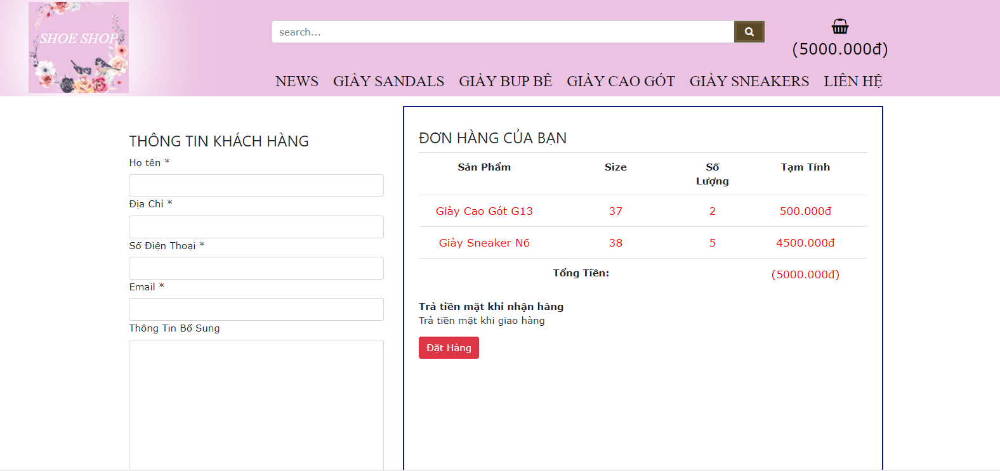 SHOE SHOP
search...
(5000.000đ)
NEWS GIÀY SANDALS GIÀY BUP BÊ GIÀY CAO GÓT GIÀY SNEAKERS LIÊN HỆ
THÔNG TIN KHÁCH HÀNG
Họ tên *
Địa Chỉ *
Số Điện Thoại *
Email *
Thông Tin Bổ Sung
ĐƠN HÀNG CỦA BẠN
Sản Phẩm Size Số Lượng Tạm Tính
Giày Cao Gót G13 37 2 500.000đ
Giày Sneaker N6 38 5 4500.000đ
Tổng Tiền: (5000.000đ)
Trả tiền mặt khi nhận hàng
Trả tiền mặt khi giao hàng
Đặt Hàng